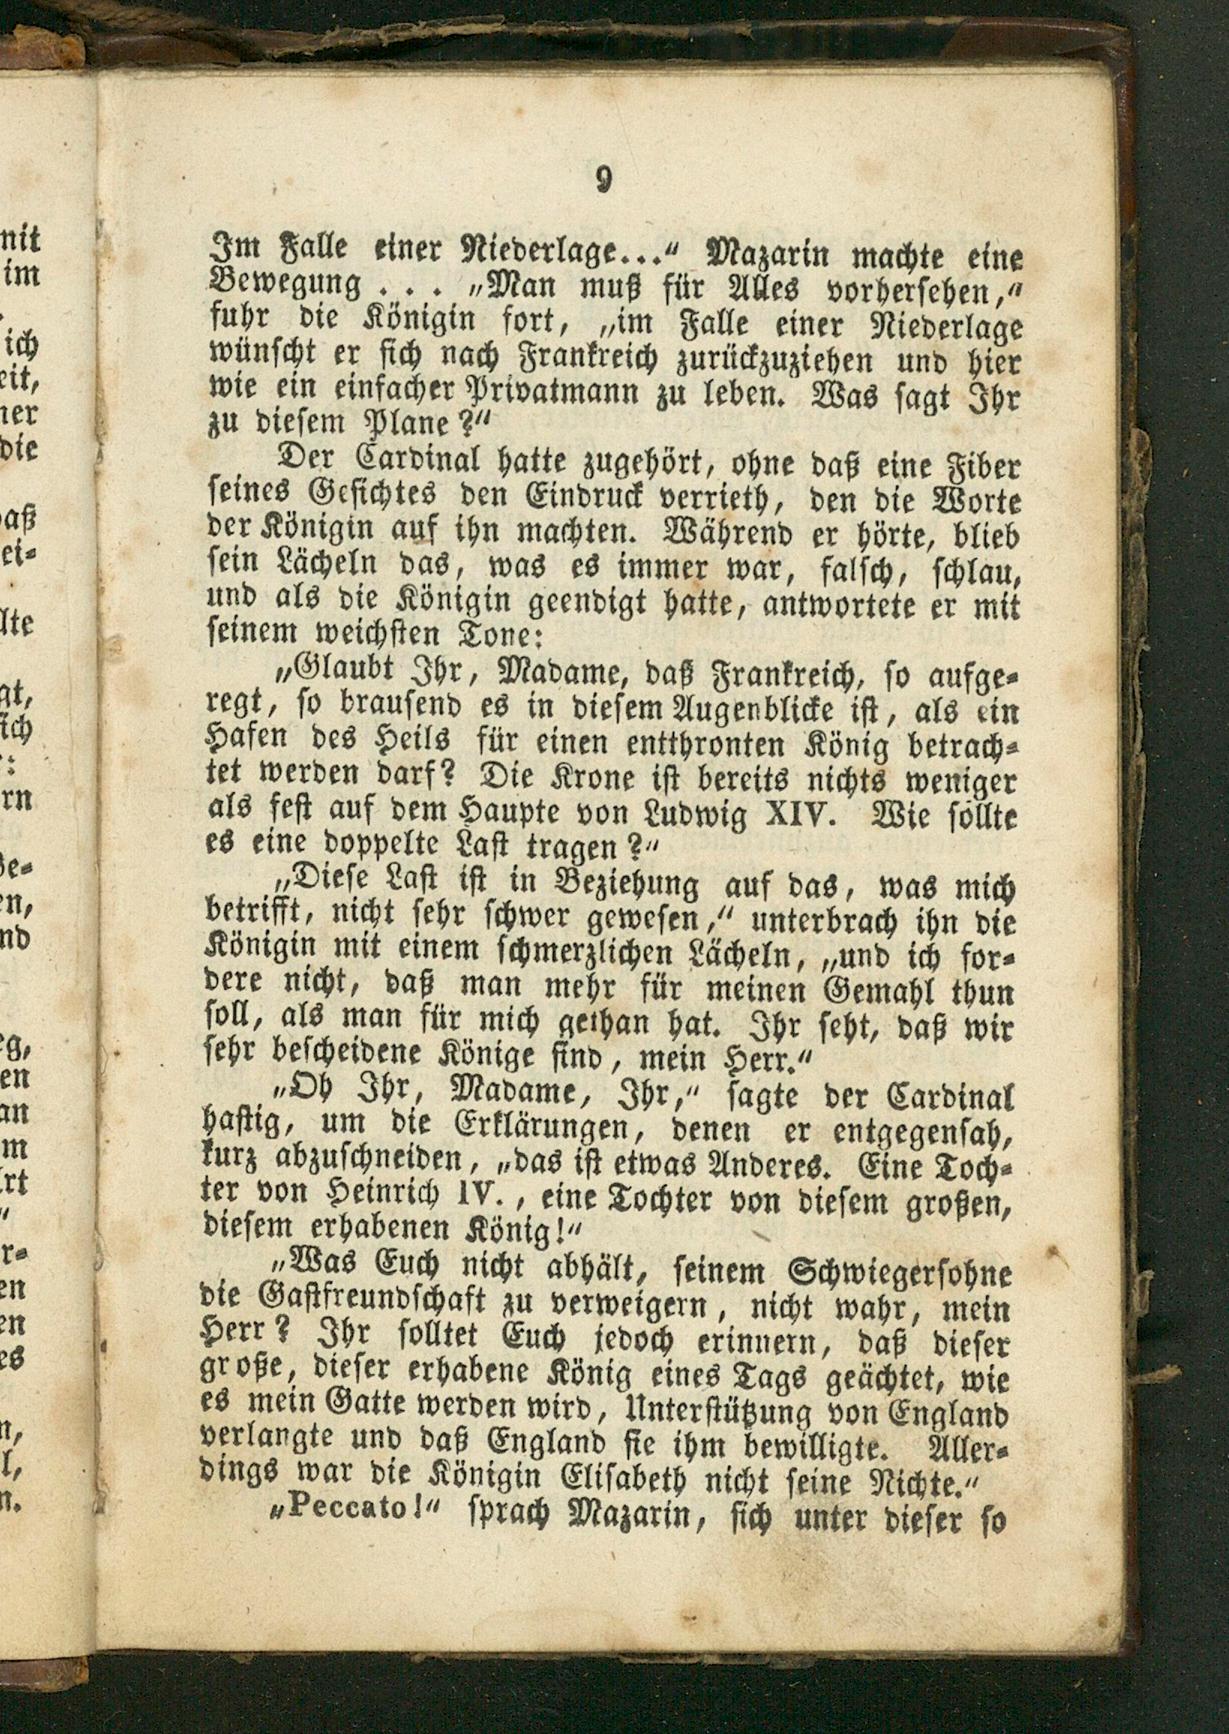 9
Im Falle einer Niederlage...“ Mazarin machte eine
Bewegung . . . „Man muß für Alles vorhersehen,“
fuhr die Königin fort, „im Falle einer Niederlage
wünscht er sich nach Frankreich zurückzuziehen und hier
wie ein einfacher Privatmann zu leben. Was sagt Ihr
zu diesem Plane?“
Der Cardinal hatte zugehört, ohne daß eine Fiber
seines Gesichtes den Eindruck verrieth, den die Worte
der Königin auf ihn machten. Während er hörte, blieb
sein Lächeln das, was es immer war, falsch, schlau,
und als die Königin geendigt hatte, antwortete er mit
seinem weichsten Tone:
„Glaubt Ihr, Madame, daß Frankreich, so aufge-
regt, so brausend es in diesem Augenblicke ist, als ein
Hafen des Heils für einen entthronten König betrach-
tet werden darf? Die Krone ist bereits nichts weniger
als fest auf dem Haupte von Ludwig XIV. Wie sollte
es eine doppelte Last tragen?“
„Diese Last ist in Beziehung auf das, was mich
betrifft, nicht sehr schwer gewesen,“ unterbrach ihn die
Königin mit einem schmerzlichen Lächeln, „und ich for-
dere nicht, daß man mehr für meinen Gemahl thun
soll, als man für mich gethan hat. Ihr seht, daß wir
sehr bescheidene Könige sind, mein Herr.“
„Oh Ihr, Madame, Ihr,“ sagte der Cardinal
hastig, um die Erklärungen, denen er entgegensah,
kurz abzuschneiden, „das ist etwas Anderes. Eine Toch-
ter von Heinrich IV., eine Tochter von diesem großen,
diesem erhabenen König!“
„Was Euch nicht abhält, seinem Schwiegersohne
die Gastfreundschaft zu verweigern, nicht wahr, mein
Herr? Ihr solltet Euch jedoch erinnern, daß dieser
große, dieser erhabene König eines Tags geächtet, wie
es mein Gatte werden wird, Unterstützung von England
verlangte und daß England sie ihm bewilligte. Aller-
dings war die Königin Elisabeth nicht seine Nichte.“
„Peccato!“ sprach Mazarin, sich unter dieser so